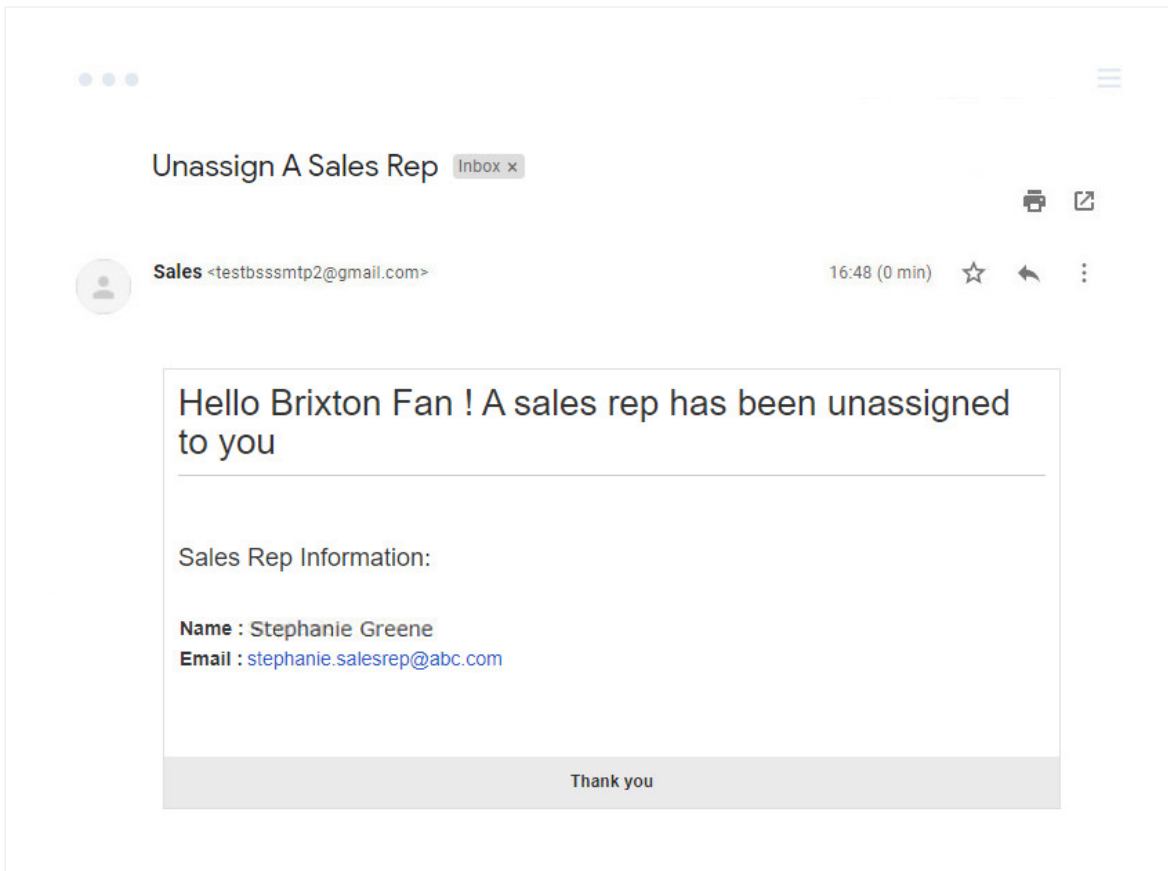 Unassign A Sales Rep Inbox x
Sales <testbsssmtp2@gmail.com> 16:48 (0 min)
Hello Brixton Fan ! A sales rep has been unassigned
to you
Sales Rep Information:
Name : Stephanie Greene
Email : stephanie.salesrep@abc.com
Thank you